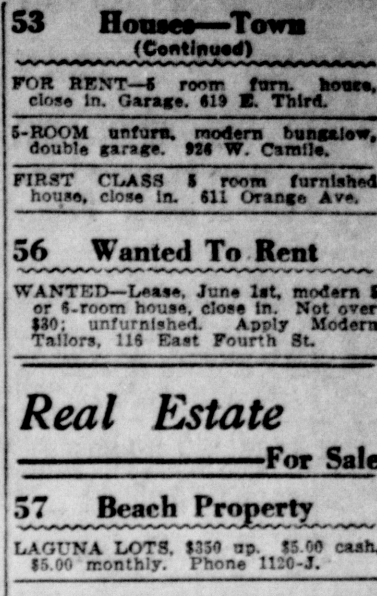 53 Houses—Town
(Continued)
FOR RENT—5 room furn. house,
close in. Garage. 619 E. Third.
5-ROOM unfurn. modern bungalow,
double garage. 926 W. Camile.
FIRST CLASS 5 room furnished
house, close in. 611 Orange Ave.
56 Wanted To Rent
WANTED—Lease, June 1st, modern
or 6-room house, close in. Not over
$30; unfurnished. Apply Modern
Tailors, 116 East Fourth St.
Real Estate
For Sale
57 Beach Property
LAGUNA LOTS, $350 up. $5.00 cash,
$5.00 monthly. Phone 1120-J.